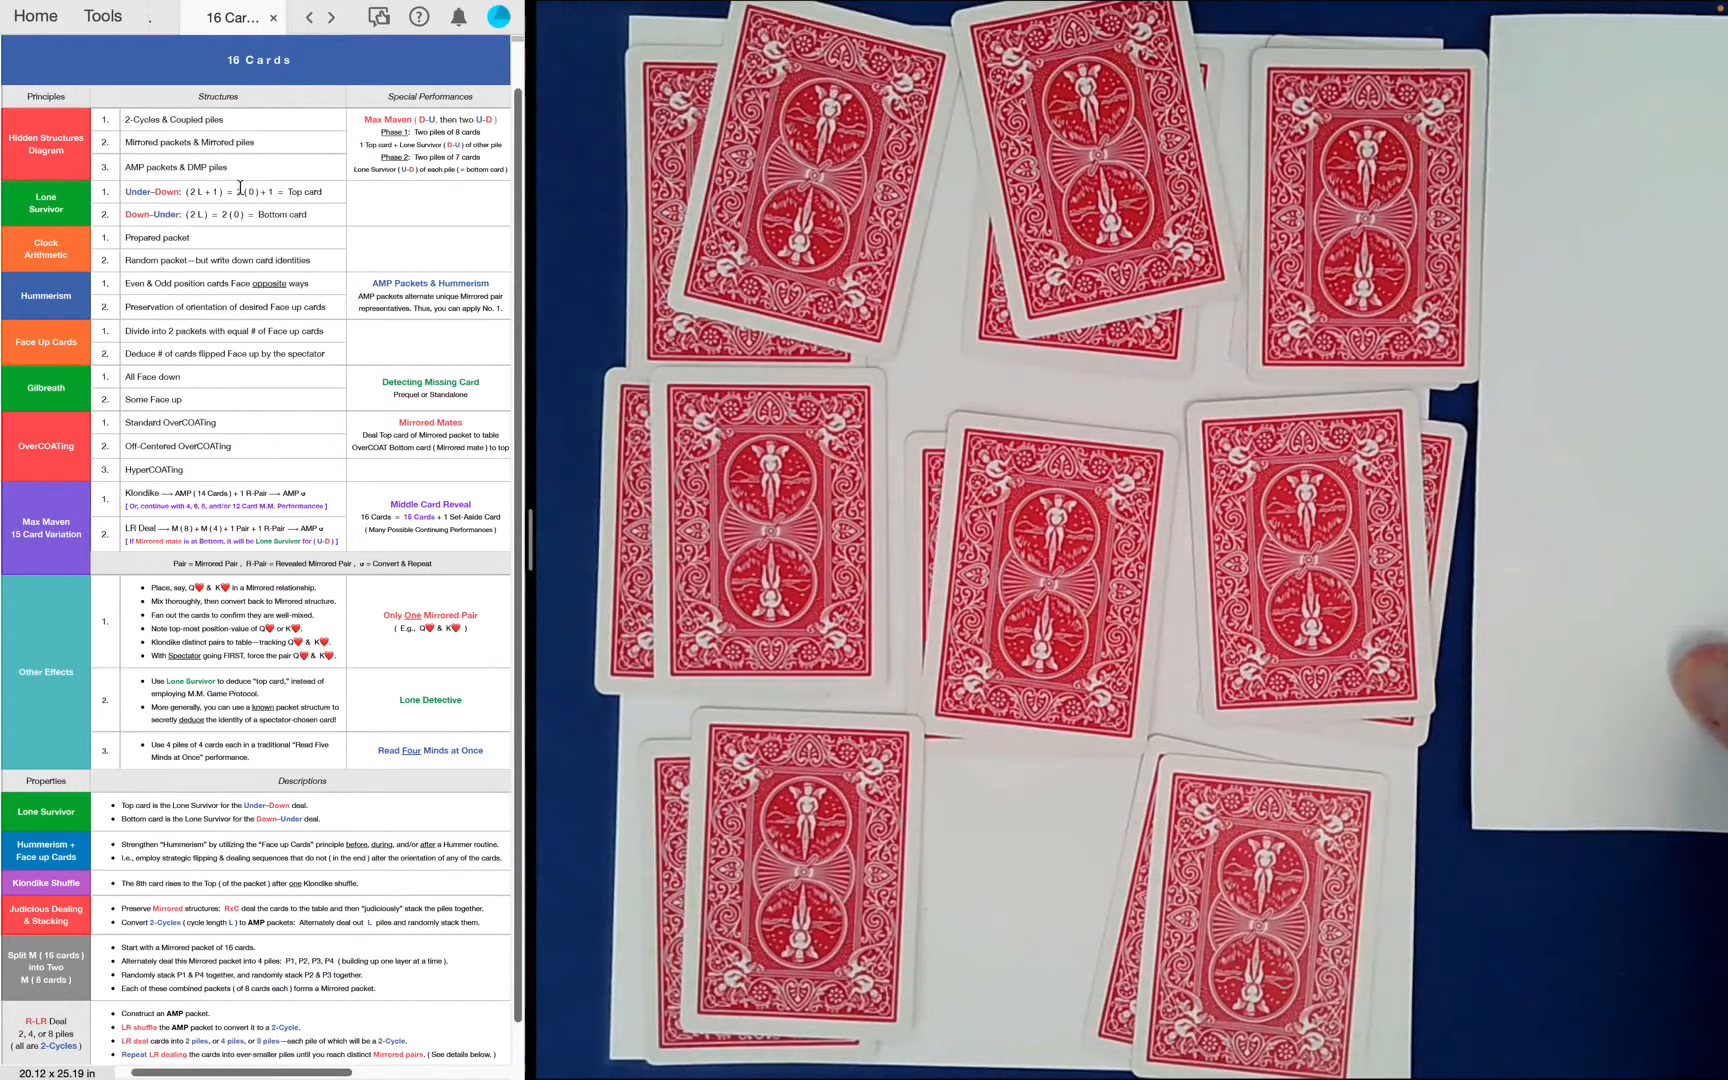 Home
Tools
.
16 Car...
×
16 Cards
Principles
Structures
Special Performances
Hidden Structures
Diagram
1.
2-Cycles & Coupled piles
2.
Mirrored packets & Mirrored piles
3.
AMP packets & DMP piles
Max Maven ( D-U, then two U-D )
Phase 1: Two piles of 8 cards
1 Top card + Lone Survivor ( D-U ) of other pile
Phase 2: Two piles of 7 cards
Lone Survivor ( U-D ) of each pile ( = bottom card )
Lone
Survivor
1.
Under–Down: ( 2 L + 1 ) = 2 ( 0 ) + 1 = Top card
2.
Down–Under: ( 2 L ) = 2 ( 0 ) = Bottom card
Clock
Arithmetic
1.
Prepared packet
2.
Random packet—but write down card identities
Hummerism
1.
Even & Odd position cards Face opposite ways
2.
Preservation of orientation of desired Face up cards
AMP Packets & Hummerism
AMP packets alternate unique Mirrored pair
representatives. Thus, you can apply No. 1.
Face Up Cards
1.
Divide into 2 packets with equal # of Face up cards
2.
Deduce # of cards flipped Face up by the spectator
Gilbreath
1.
All Face down
2.
Some Face up
Detecting Missing Card
Prequel or Standalone
OverCOATing
1.
Standard OverCOATing
2.
Off-Centered OverCOATing
3.
HyperCOATing
Mirrored Mates
Deal Top card of Mirrored packet to table
OverCOAT Bottom card ( Mirrored mate ) to top
Max Maven
15 Card Variation
1.
Klondike → AMP ( 14 Cards ) + 1 R-Pair → AMP
[ Or, continue with 4, 6, 8, and/or 12 Card M.M. Performances ]
2.
LR Deal → M ( 8 ) + M ( 4 ) + 1 Pair + 1 R-Pair → AMP
[ If Mirrored mate is at Bottom, it will be Lone Survivor for ( U-D ) ]
Middle Card Reveal
16 Cards = 15 Cards + 1 Set-Aside Card
( Many Possible Continuing Performances )
Pair = Mirrored Pair , R-Pair = Revealed Mirrored Pair , = Convert & Repeat
Other Effects
1.
• Place, say, Q❤️ & K❤️ in a Mirrored relationship.
• Mix thoroughly, then convert back to Mirrored structure.
• Fan out the cards to confirm they are well-mixed.
• Note top-most position-value of Q❤️ or K❤️.
• Klondike distinct pairs to table—tracking Q❤️ & K❤️.
• With Spectator going FIRST, force the pair Q❤️ & K❤️.
Only One Mirrored Pair
( E.g., Q❤️ & K❤️ )
2.
• Use Lone Survivor to deduce “top card,” instead of
employing M.M. Game Protocol.
• More generally, you can use a known packet structure to
secretly deduce the identity of a spectator-chosen card!
Lone Detective
3.
• Use 4 piles of 4 cards each in a traditional “Read Five
Minds at Once” performance.
Read Four Minds at Once
Properties
Descriptions
Lone Survivor
• Top card is the Lone Survivor for the Under–Down deal.
• Bottom card is the Lone Survivor for the Down–Under deal.
Hummerism +
Face up Cards
• Strengthen “Hummerism” by utilizing the “Face up Cards” principle before, during, and/or after a Hummer routine.
• I.e., employ strategic flipping & dealing sequences that do not ( in the end ) alter the orientation of any of the cards.
Klondike Shuffle
• The 8th card rises to the Top ( of the packet ) after one Klondike shuffle.
Judicious Dealing
& Stacking
• Preserve Mirrored structures: RxC deal the cards to the table and then “judiciously” stack the piles together.
• Convert 2-Cycles ( cycle length L ) to AMP packets: Alternately deal out L piles and randomly stack them.
Split M ( 16 cards )
into Two
M ( 8 cards )
• Start with a Mirrored packet of 16 cards.
• Alternately deal this Mirrored packet into 4 piles: P1, P2, P3, P4 ( building up one layer at a time ).
• Randomly stack P1 & P4 together, and randomly stack P2 & P3 together.
• Each of these combined packets ( of 8 cards each ) forms a Mirrored packet.
R-LR Deal
2, 4, or 8 piles
( all are 2-Cycles )
• Construct an AMP packet.
• LR shuffle the AMP packet to convert it to a 2-Cycle.
• LR deal cards into 2 piles, or 4 piles, or 8 piles—each pile of which will be a 2-Cycle.
• Repeat LR dealing the cards into ever-smaller piles until you reach distinct Mirrored pairs. ( See details below. )
20.12 x 25.19 in